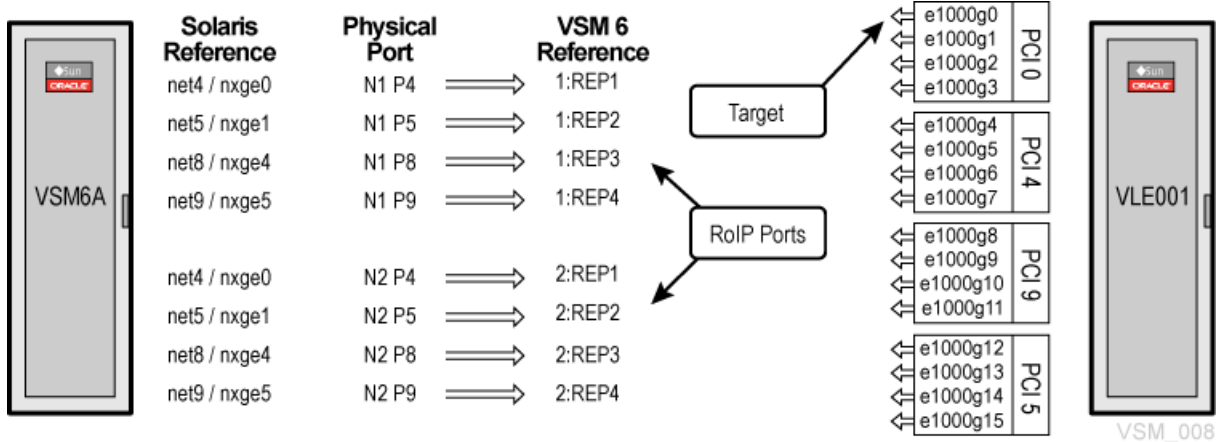 Sun
ORACLE
VSM6A
Solaris Reference
Physical Port
VSM 6 Reference
net4 / nxge0 N1 P4 1:REP1
net5 / nxge1 N1 P5 1:REP2
net8 / nxge4 N1 P8 1:REP3
net9 / nxge5 N1 P9 1:REP4
net4 / nxge0 N2 P4 2:REP1
net5 / nxge1 N2 P5 2:REP2
net8 / nxge4 N2 P8 2:REP3
net9 / nxge5 N2 P9 2:REP4
Target
RoIP Ports
e1000g0
e1000g1
e1000g2
e1000g3
PCI 0
e1000g4
e1000g5
e1000g6
e1000g7
PCI 4
e1000g8
e1000g9
e1000g10
e1000g11
PCI 9
e1000g12
e1000g13
e1000g14
e1000g15
PCI 5
Sun
ORACLE
VLE001
VSM_008